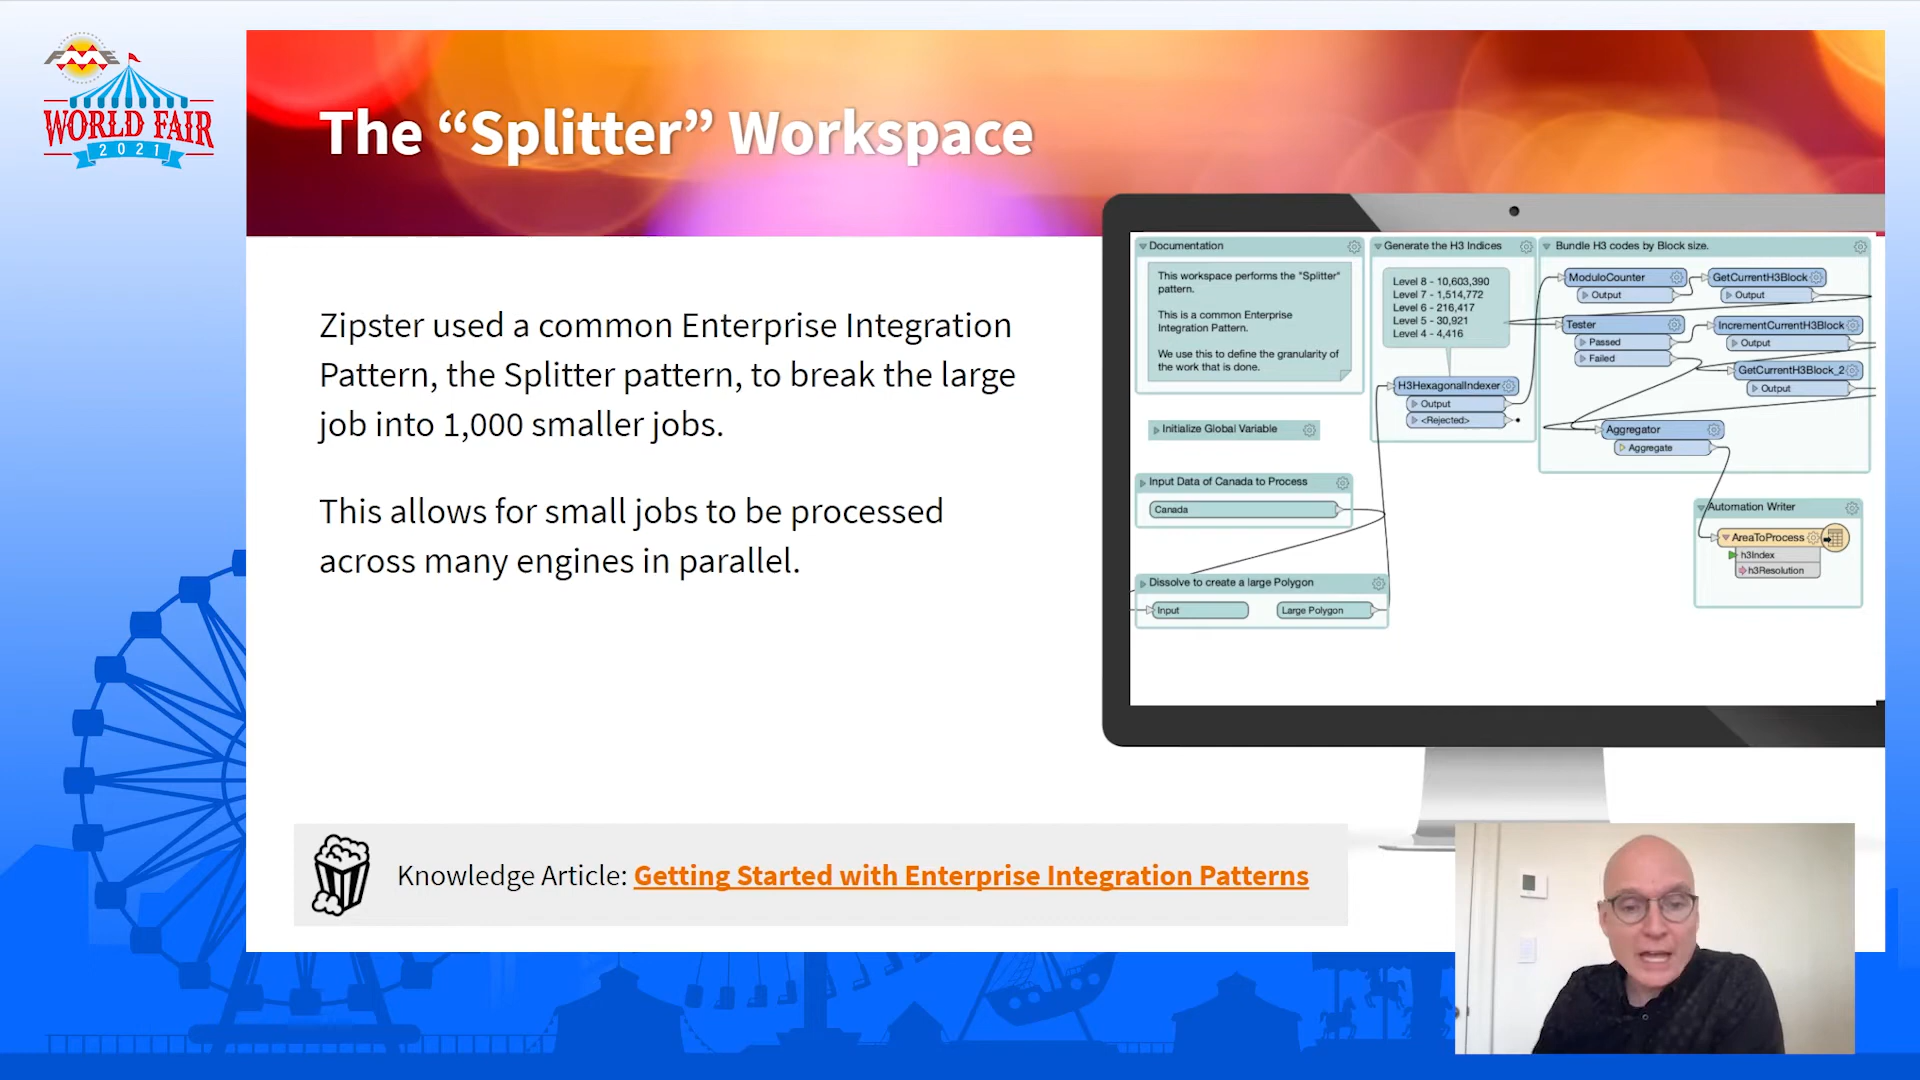 FME
WORLD FAIR
2021
The “Splitter” Workspace
Zipster used a common Enterprise Integration
Pattern, the Splitter pattern, to break the large
job into 1,000 smaller jobs.
This allows for small jobs to be processed
across many engines in parallel.
Documentation
This workspace performs the "Splitter"
pattern.
This is a common Enterprise
Integration Pattern.
We use this to define the granularity of
the work that is done.
Initialize Global Variable
Input Data of Canada to Process
Canada
Dissolve to create a large Polygon
Input
Large Polygon
Generate the H3 Indices
Level 8 - 10,603,390
Level 7 - 1,514,772
Level 6 - 216,417
Level 5 - 30,921
Level 4 - 4,416
H3HexagonalIndexer
Output
<Rejected>
Bundle H3 codes by Block size.
ModuloCounter
Output
GetCurrentH3Block
Output
Tester
Passed
Failed
IncrementCurrentH3Block
Output
GetCurrentH3Block_2
Output
Aggregator
Aggregate
Automation Writer
AreaToProcess
h3Index
h3Resolution
Knowledge Article: Getting Started with Enterprise Integration Patterns